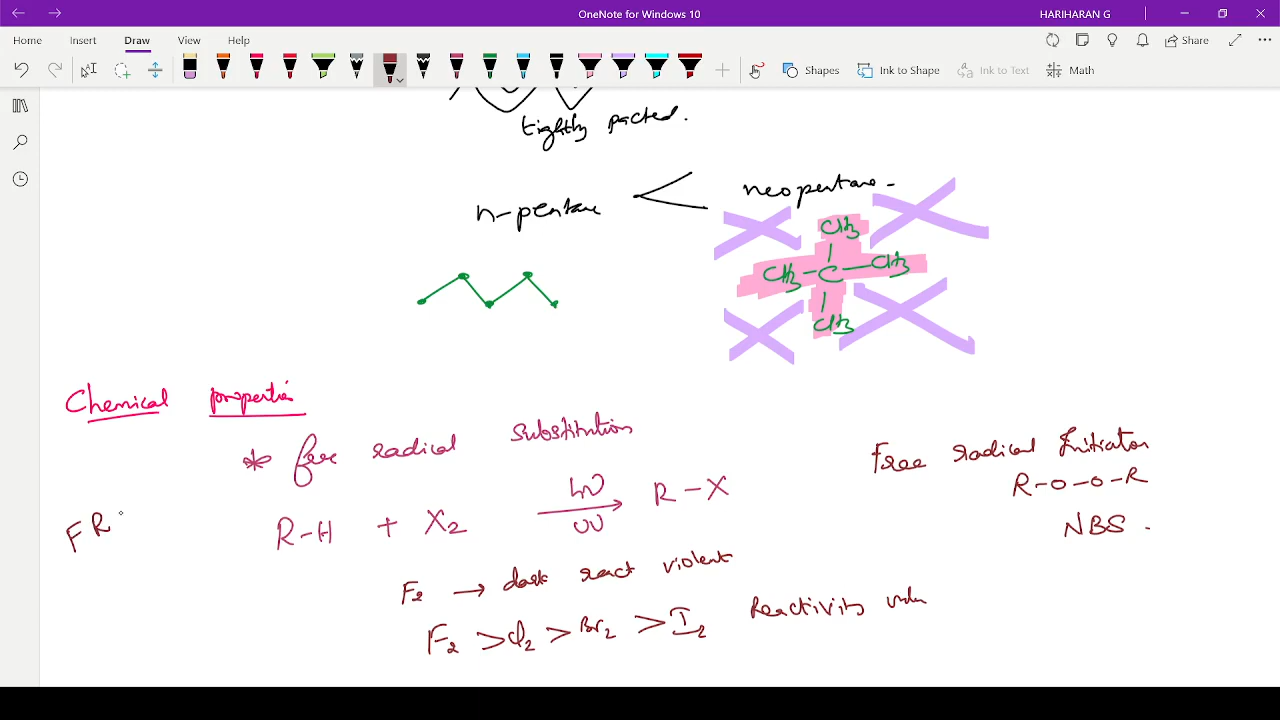 OneNote for Windows 10
HARIHARAN G
Home Insert Draw View Help
Share
Shapes Ink to Shape Ink to Text Math
tightly packed.
n-pentane < neopentane-
CH3
CH3-C-CH3
CH3
Chemical properties
* free radical substitution
Free radical Initiator
R-O-O-R
NBS.
FR
R-H + X2 → R-X
hν
UV
F2 → dark react violent
F2 > Cl2 > Br2 > I2 Reactivity order